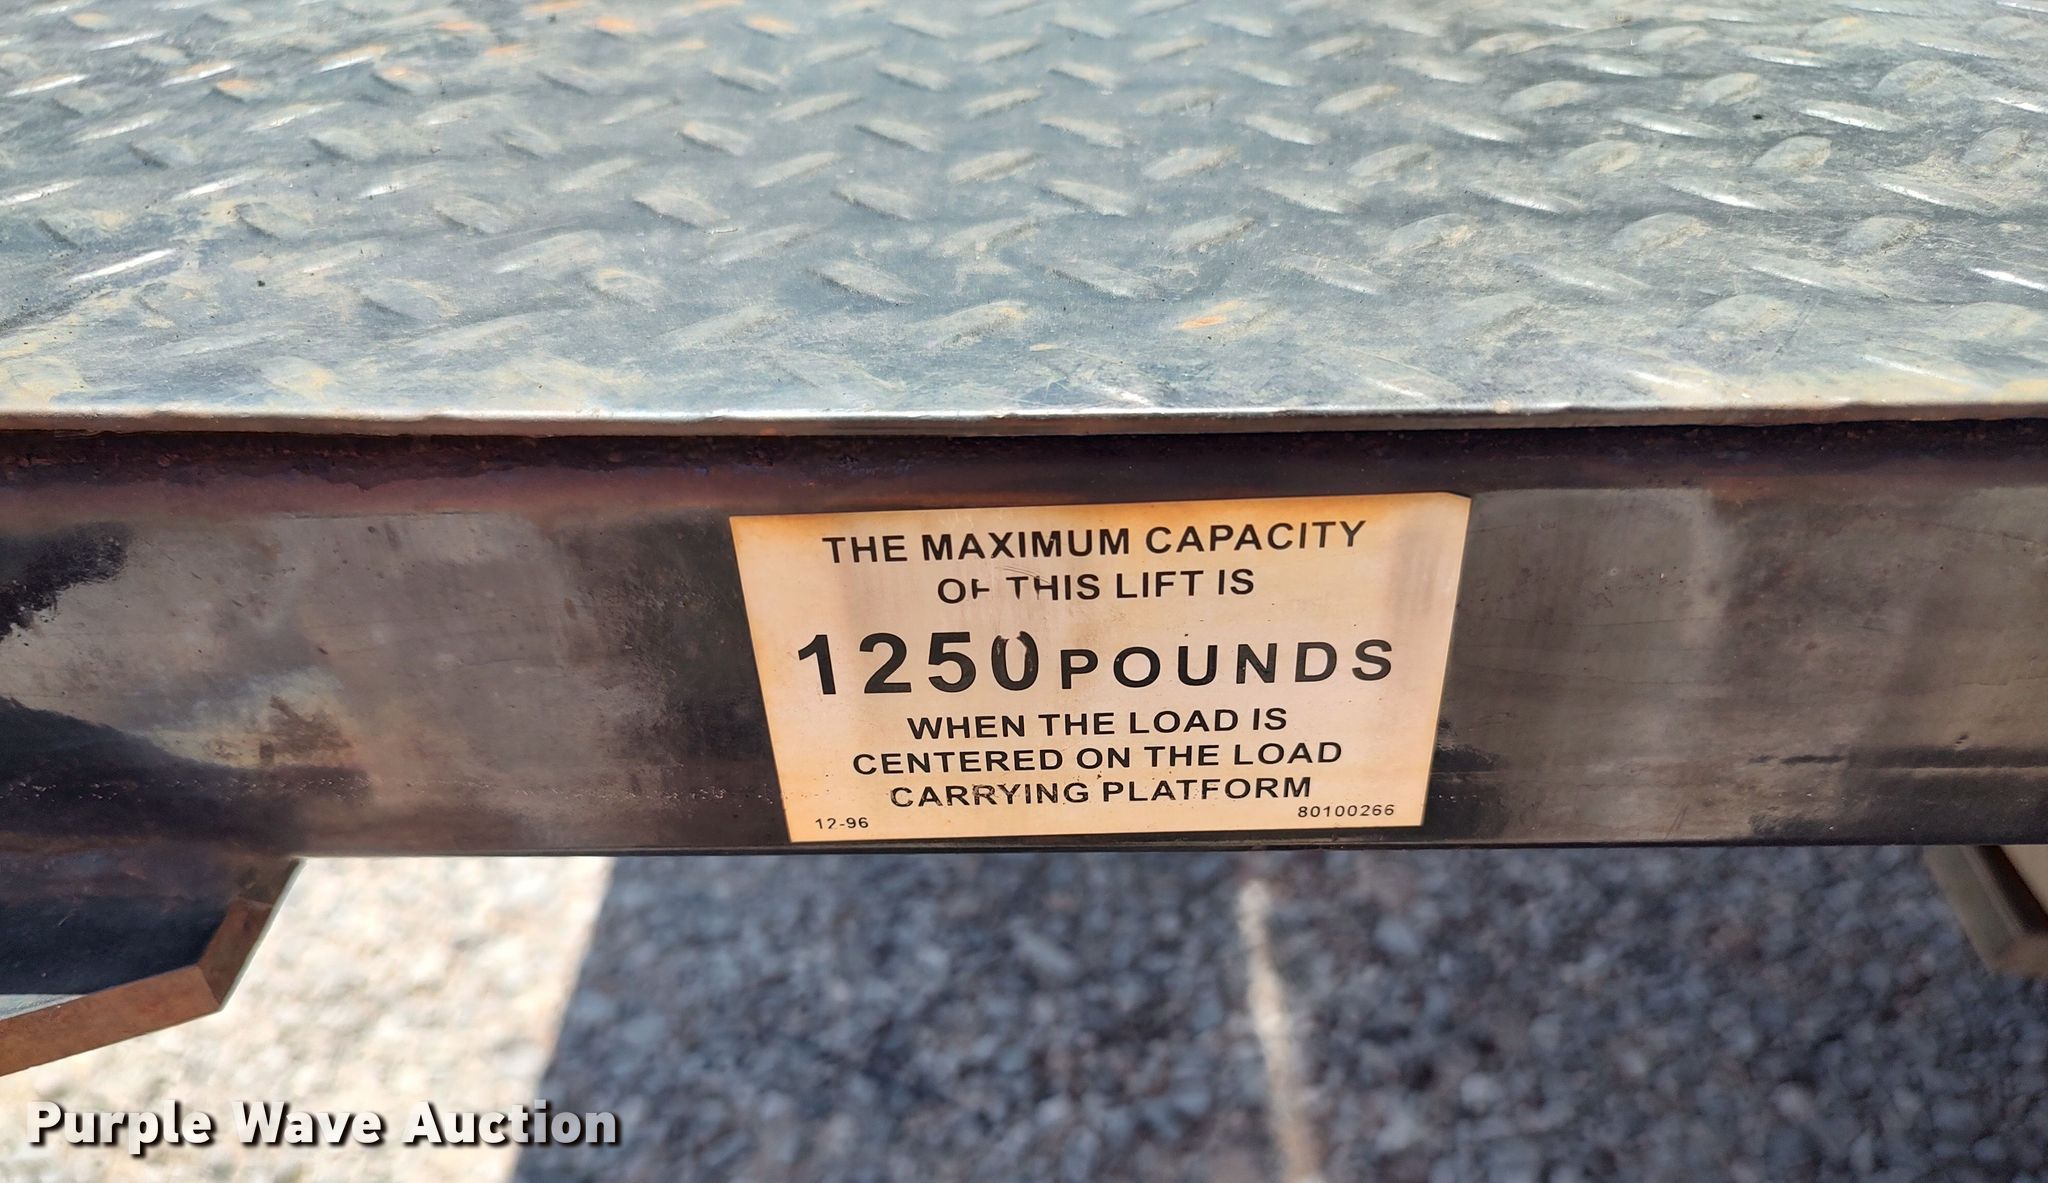 THE MAXIMUM CAPACITY
OF THIS LIFT IS
1250 POUNDS
WHEN THE LOAD IS
CENTERED ON THE LOAD
CARRYING PLATFORM
12-96 80100266
Purple Wave Auction